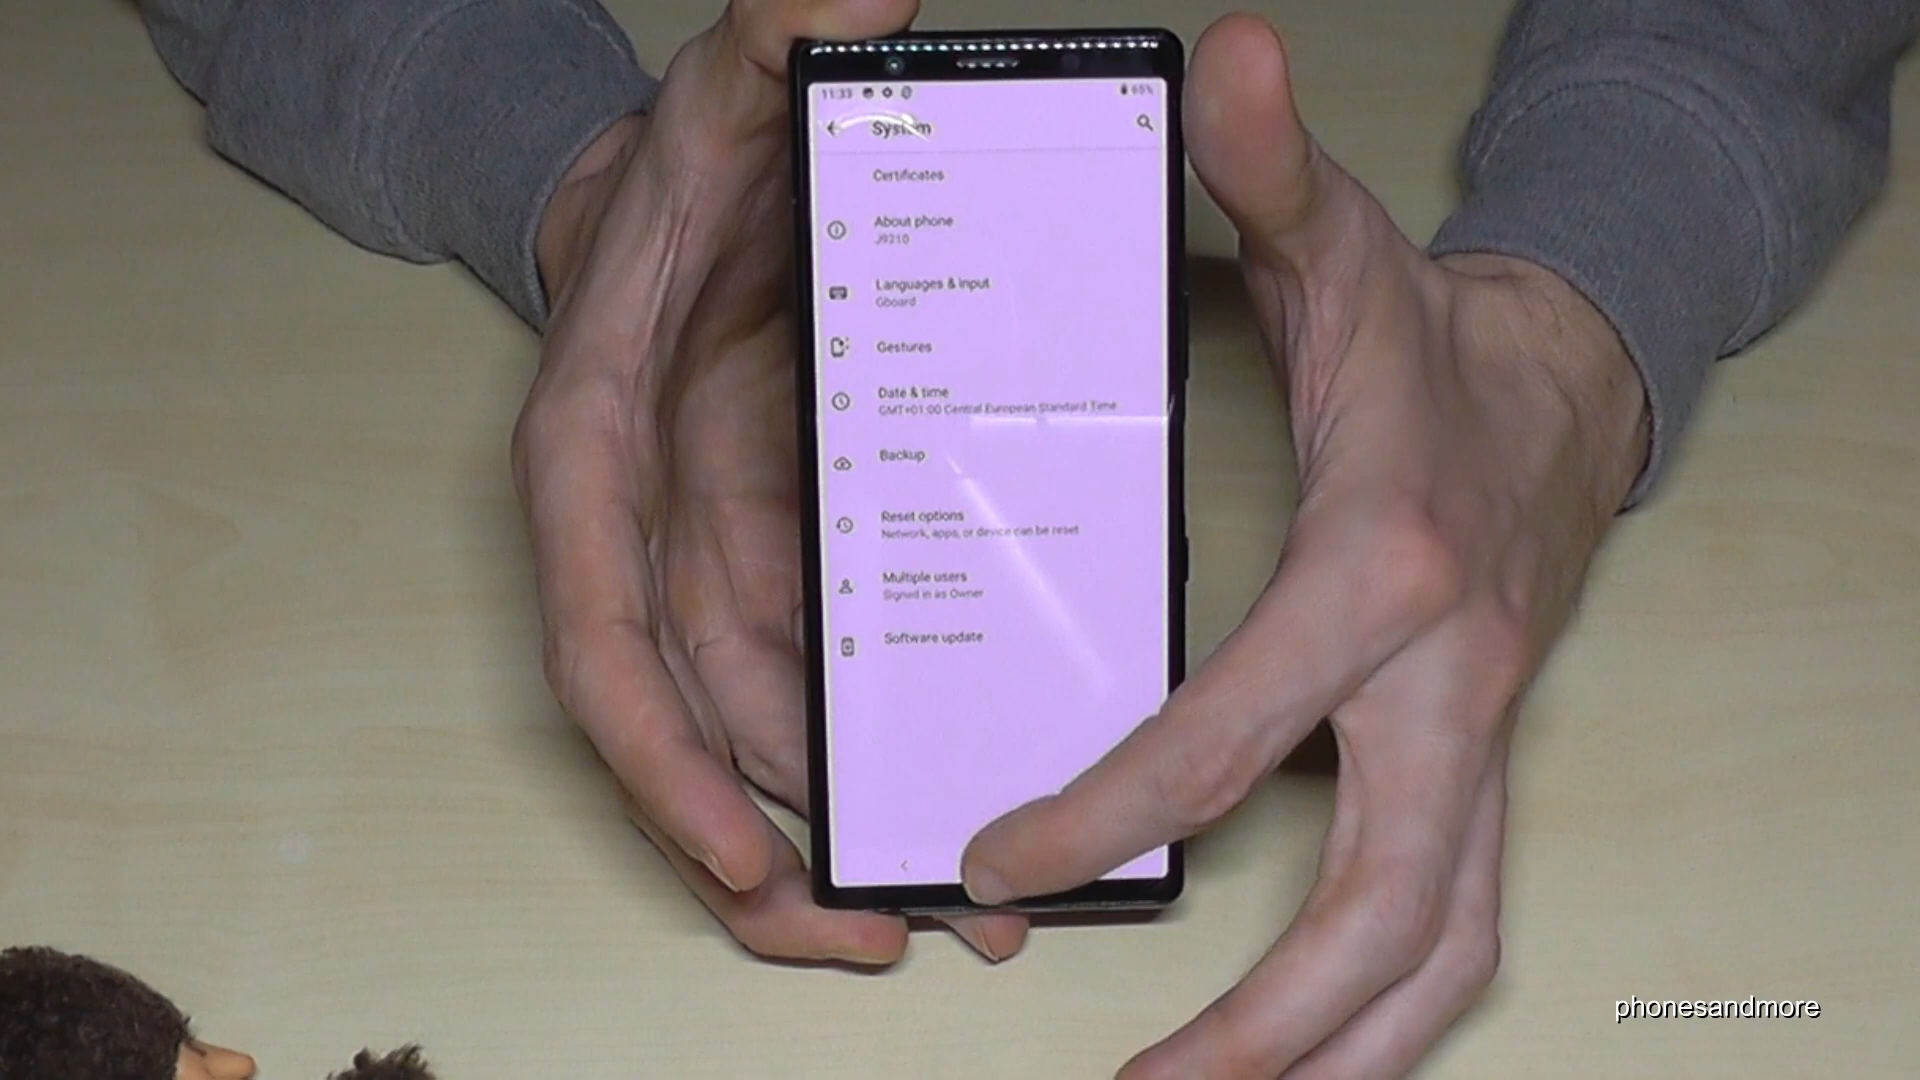 11:33 65%
System
Certificates
About phone
J9210
Languages & input
Gboard
Gestures
Date & time
GMT+01:00 Central European Standard Time
Backup
Reset options
Network, apps, or device can be reset
Multiple users
Signed in as Owner
Software update
phonesandmore